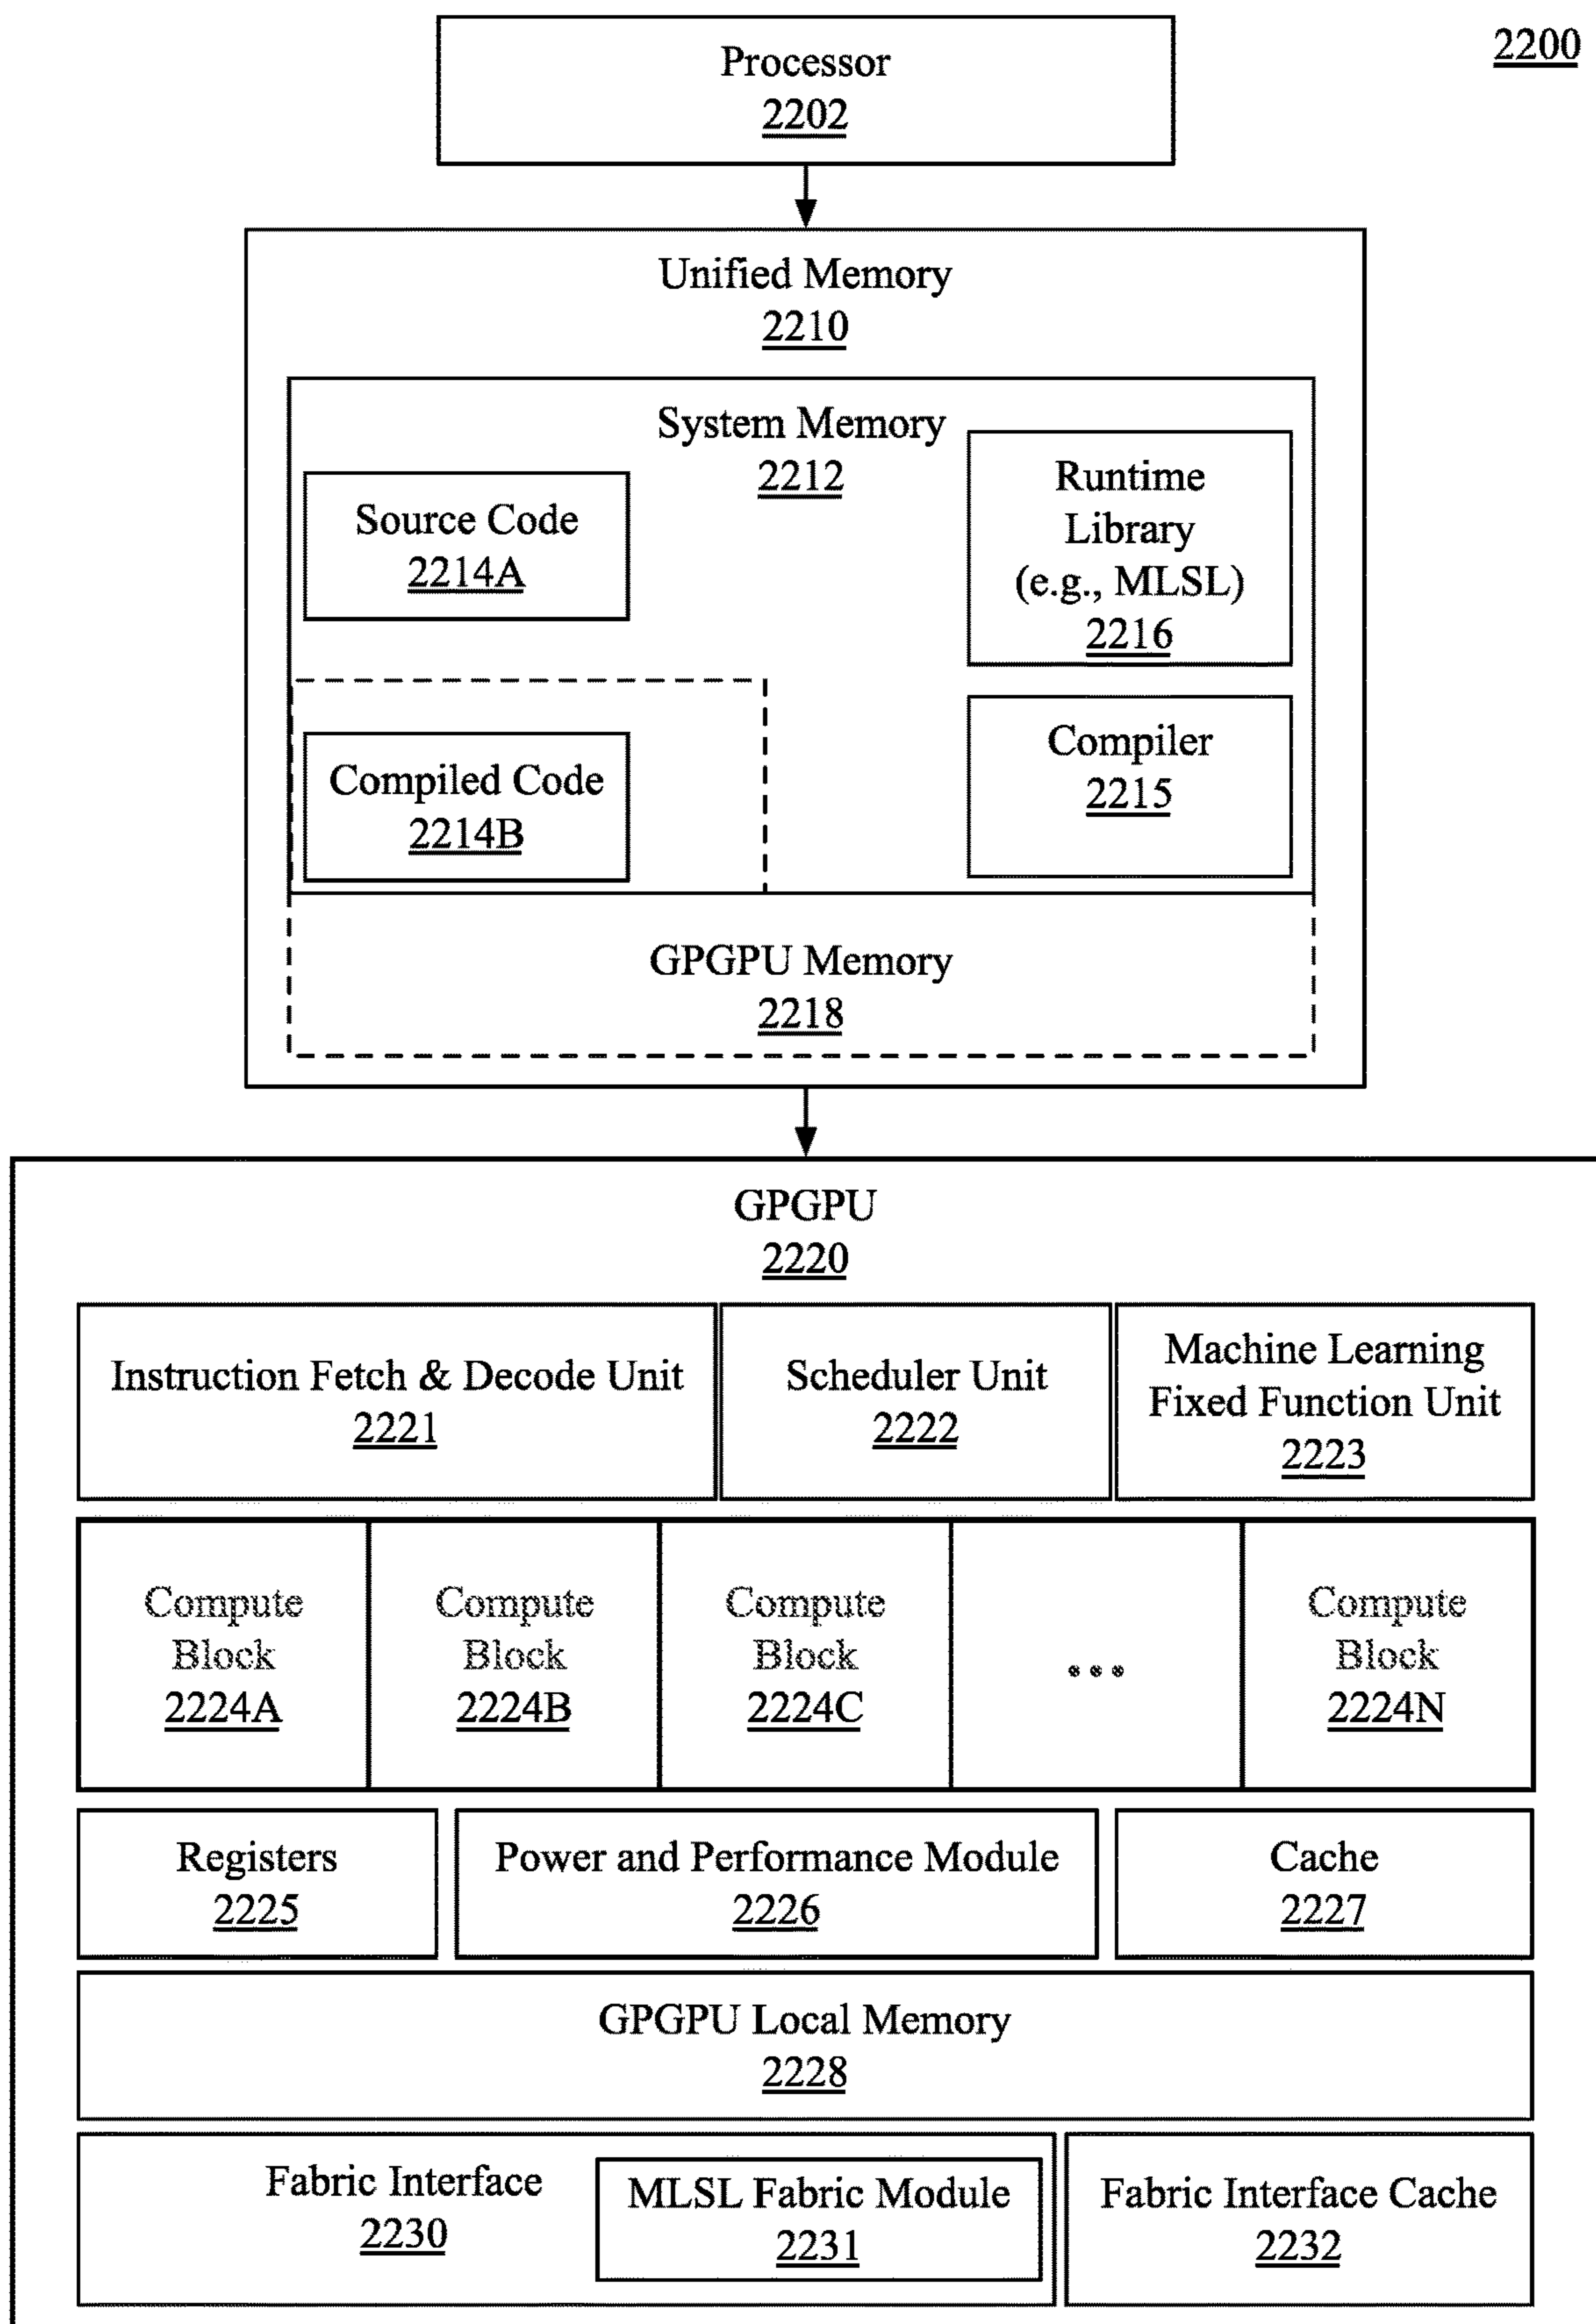 2200
Processor
2202
Unified Memory
2210
System Memory
2212
Source Code
2214A
Runtime
Library
(e.g., MLSL)
2216
Compiled Code
2214B
Compiler
2215
GPGPU Memory
2218
GPGPU
2220
Instruction Fetch & Decode Unit
2221
Scheduler Unit
2222
Machine Learning
Fixed Function Unit
2223
Compute
Block
2224A
Compute
Block
2224B
Compute
Block
2224C
...
Compute
Block
2224N
Registers
2225
Power and Performance Module
2226
Cache
2227
GPGPU Local Memory
2228
Fabric Interface
2230
MLSL Fabric Module
2231
Fabric Interface Cache
2232